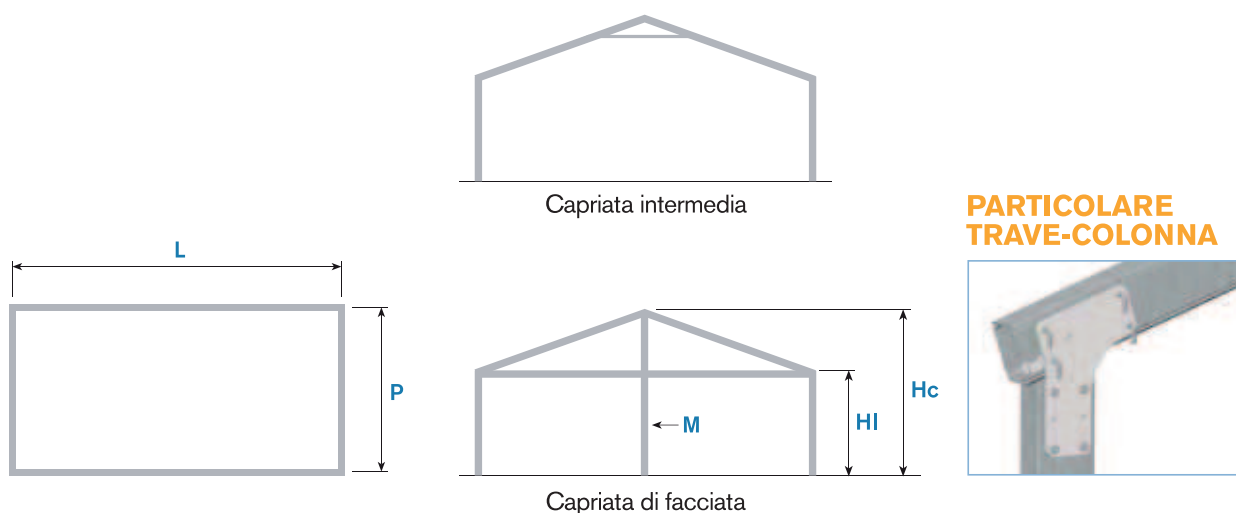 Capriata intermedia
PARTICOLARE
TRAVE-COLONNA
L
P
M
Hl
Hc
Capriata di facciata